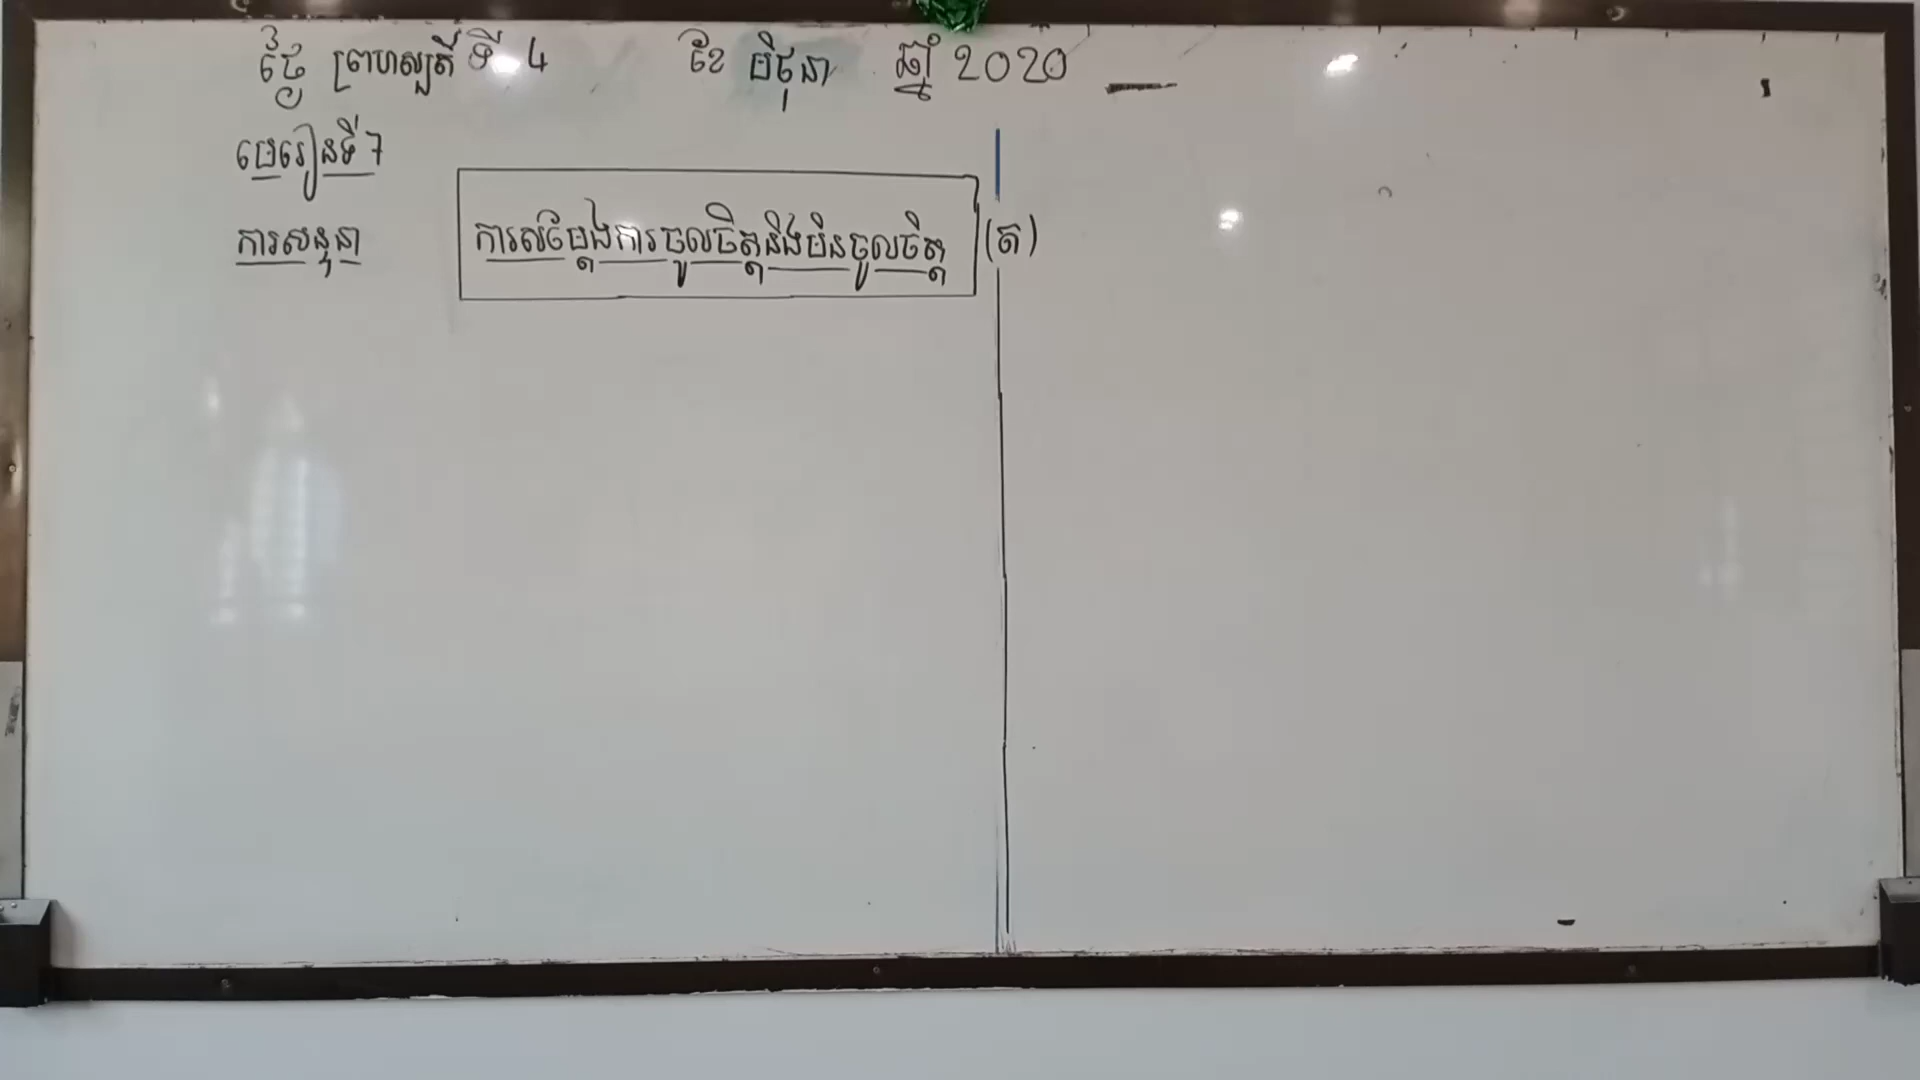 ថ្ងៃ ព្រហស្បតិ៍ ទី 4 ខែ មិថុនា ឆ្នាំ 2020
មេរៀនទី7
ការសន្ទនា ការសម្ដែងការចូលចិត្តនិងមិនចូលចិត្ត (ត)